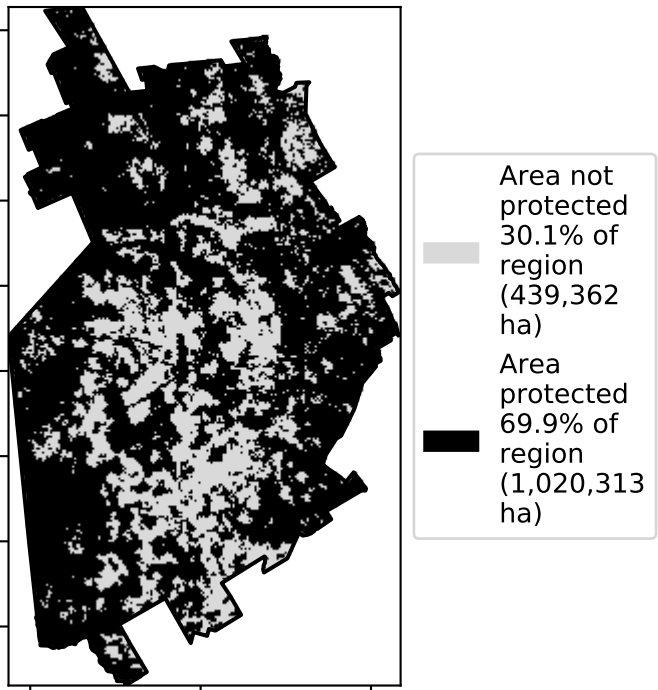 Area not
protected
30.1% of
region
(439,362
ha)
Area
protected
69.9% of
region
(1,020,313
ha)